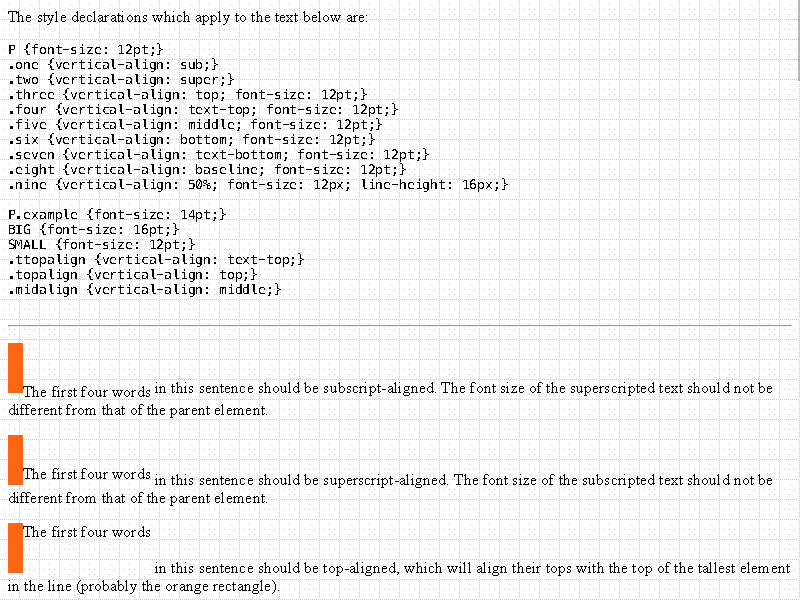 The style declarations which apply to the text below are:
P {font-size: 12pt;}
.one {vertical-align: sub;}
.two {vertical-align: super;}
.three {vertical-align: top; font-size: 12pt;}
.four {vertical-align: text-top; font-size: 12pt;}
.five {vertical-align: middle; font-size: 12pt;}
.six {vertical-align: bottom; font-size: 12pt;}
.seven {vertical-align: text-bottom; font-size: 12pt;}
.eight {vertical-align: baseline; font-size: 12pt;}
.nine {vertical-align: 50%; font-size: 12px; line-height: 16px;}
P.example {font-size: 14pt;}
BIG {font-size: 16pt;}
SMALL {font-size: 12pt;}
.ttopalign {vertical-align: text-top;}
.topalign {vertical-align: top;}
.midalign {vertical-align: middle;}
The first four words in this sentence should be subscript-aligned. The font size of the superscripted text should not be
different from that of the parent element.
The first four words in this sentence should be superscript-aligned. The font size of the subscripted text should not be
different from that of the parent element.
The first four words in this sentence should be top-aligned, which will align their tops with the top of the tallest element
in the line (probably the orange rectangle).